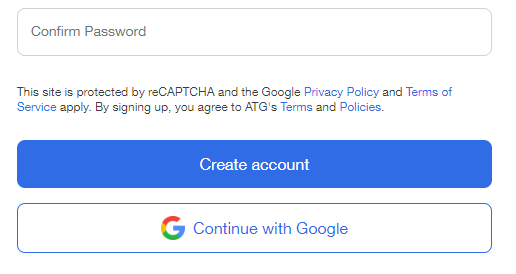 Confirm Password
This site is protected by reCAPTCHA and the Google Privacy Policy and Terms of
Service apply. By signing up, you agree to ATG's Terms and Policies.
Create account
Continue with Google